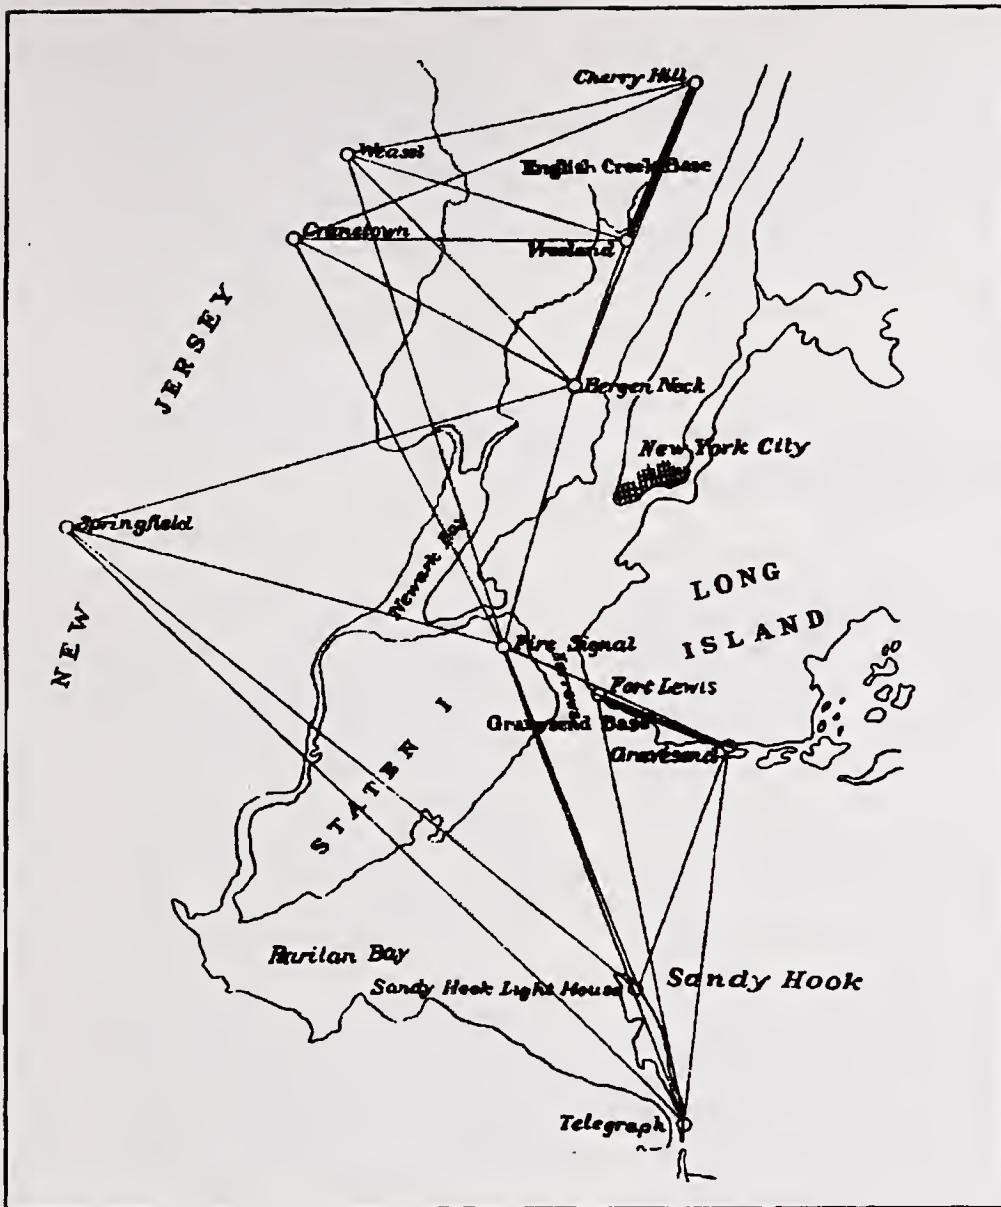 Cherry Hill
Weasel
English Creek Base
Cranetown
Vreeland
JERSEY
Bergen Neck
New York City
Springfield
Newark Bay
LONG
ISLAND
NEW
Fire Signal
Fort Lewis
Gravesend Base
Gravesend
STATEN I
Raritan Bay
Sandy Hook
Sandy Hook Light House
Telegraph